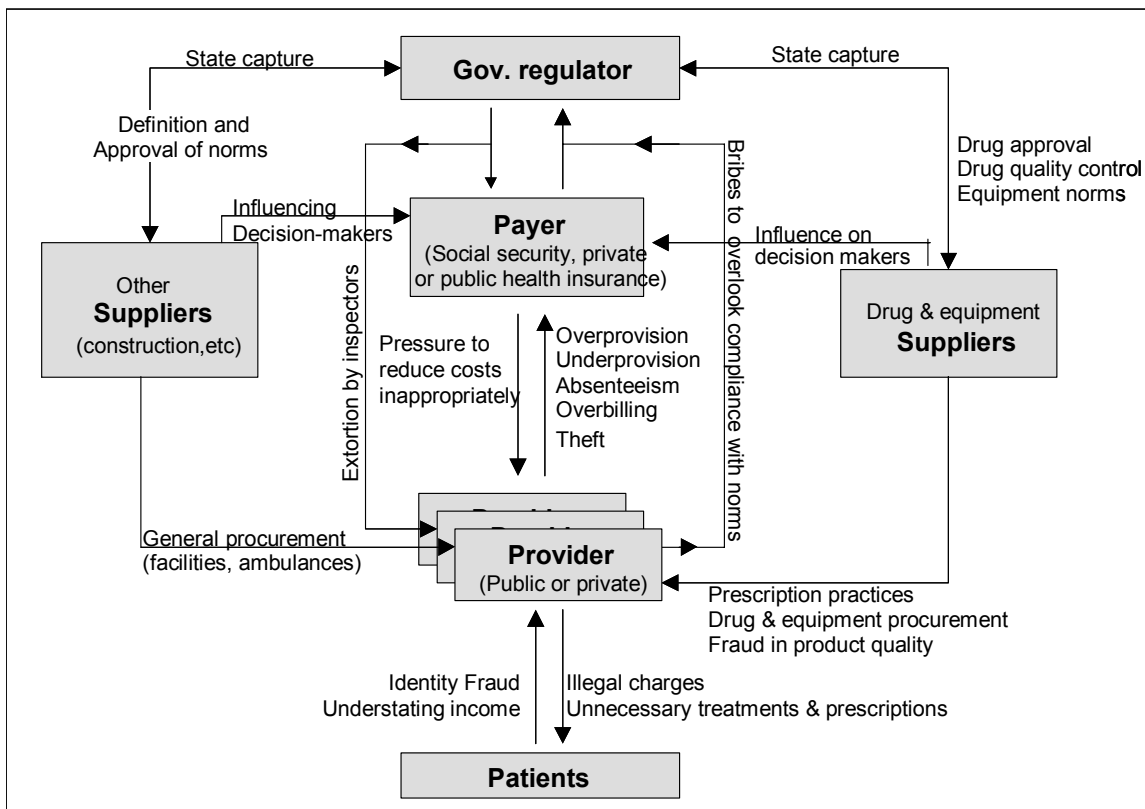 State capture
Gov. regulator
State capture
Definition and
Approval of norms
Drug approval
Drug quality control
Equipment norms
Influencing
Decision-makers
Payer
(Social security, private
or public health insurance)
Influence on
decision makers
Other
Suppliers
(construction,etc)
Drug & equipment
Suppliers
Extortion by inspectors
Bribes to overlook compliance with norms
Pressure to
reduce costs
inappropriately
Overprovision
Underprovision
Absenteeism
Overbilling
Theft
General procurement
(facilities, ambulances)
Provider
(Public or private)
Prescription practices
Drug & equipment procurement
Fraud in product quality
Identity Fraud
Understating income
Illegal charges
Unnecessary treatments & prescriptions
Patients